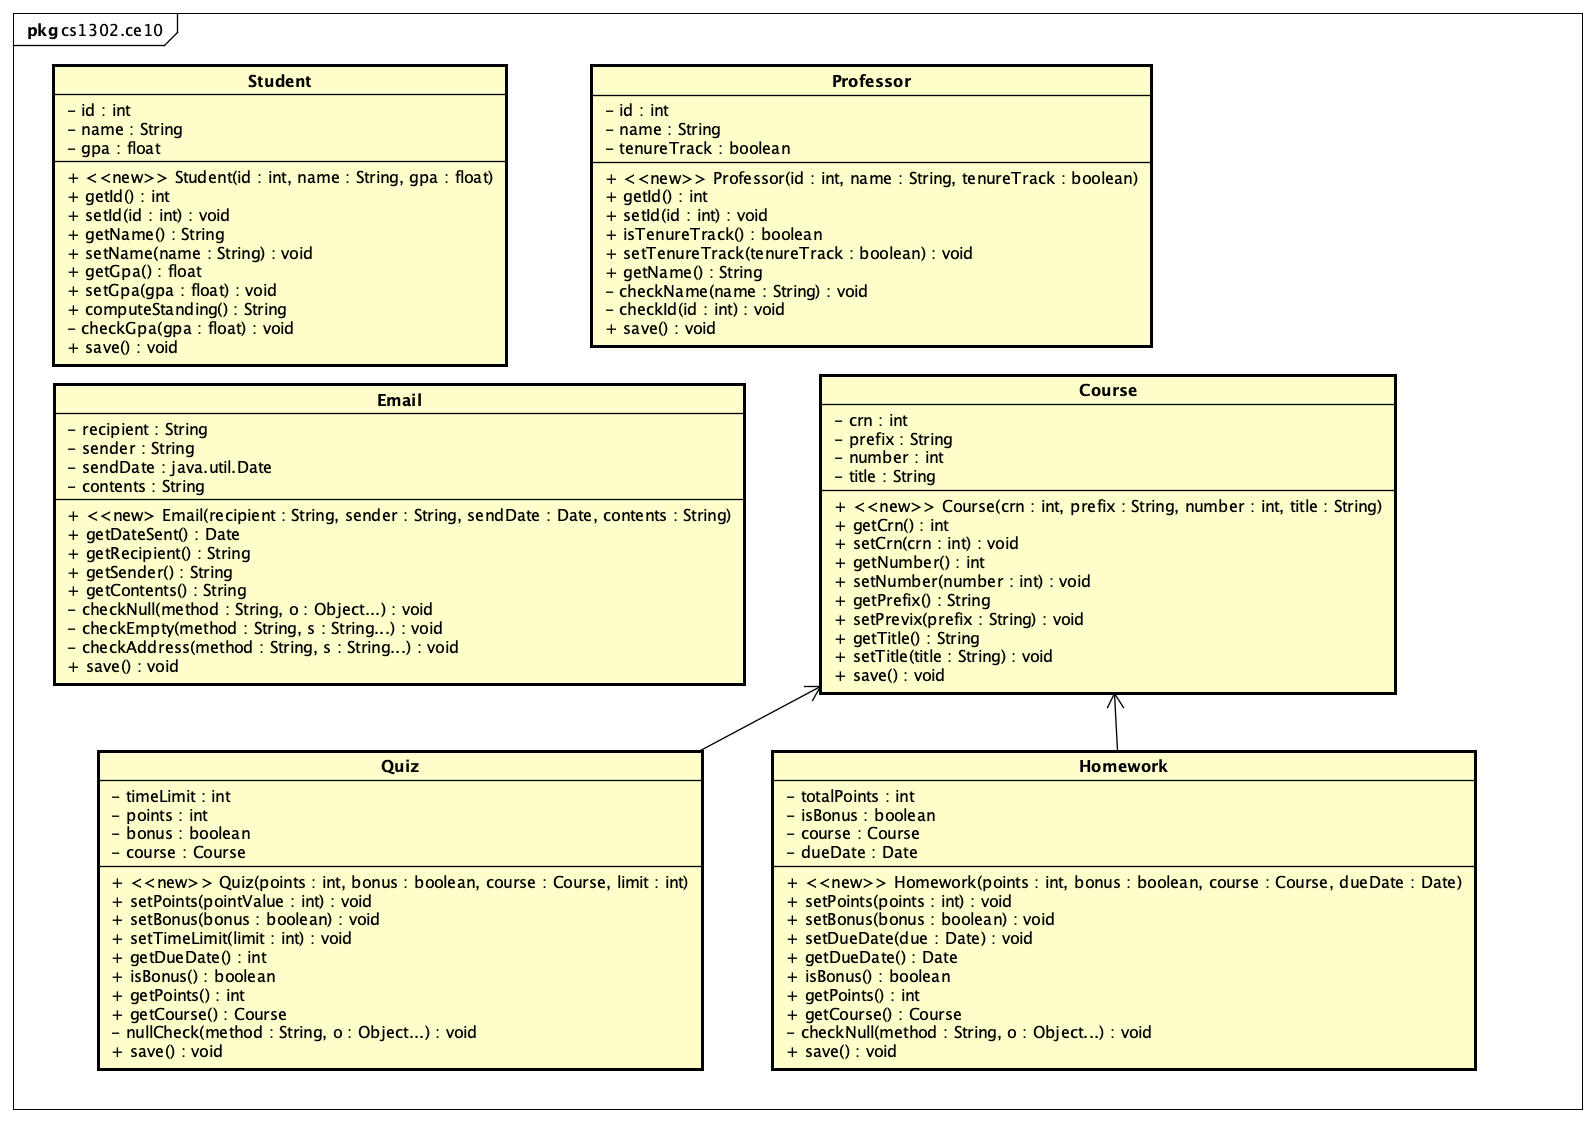 pkg cs1302.ce10
Student
- id : int
- name : String
- gpa : float
+ <<new>> Student(id : int, name : String, gpa : float)
+ getId() : int
+ setId(id : int) : void
+ getName() : String
+ setName(name : String) : void
+ getGpa() : float
+ setGpa(gpa : float) : void
+ computeStanding() : String
- checkGpa(gpa : float) : void
+ save() : void
Professor
- id : int
- name : String
- tenureTrack : boolean
+ <<new>> Professor(id : int, name : String, tenureTrack : boolean)
+ getId() : int
+ setId(id : int) : void
+ isTenureTrack() : boolean
+ setTenureTrack(tenureTrack : boolean) : void
+ getName() : String
- checkName(name : String) : void
- checkId(id : int) : void
+ save() : void
Email
- recipient : String
- sender : String
- sendDate : java.util.Date
- contents : String
+ <<new> Email(recipient : String, sender : String, sendDate : Date, contents : String)
+ getDateSent() : Date
+ getRecipient() : String
+ getSender() : String
+ getContents() : String
- checkNull(method : String, o : Object...) : void
- checkEmpty(method : String, s : String...) : void
- checkAddress(method : String, s : String...) : void
+ save() : void
Course
- crn : int
- prefix : String
- number : int
- title : String
+ <<new>> Course(crn : int, prefix : String, number : int, title : String)
+ getCrn() : int
+ setCrn(crn : int) : void
+ getNumber() : int
+ setNumber(number : int) : void
+ getPrefix() : String
+ setPrevix(prefix : String) : void
+ getTitle() : String
+ setTitle(title : String) : void
+ save() : void
Quiz
- timeLimit : int
- points : int
- bonus : boolean
- course : Course
+ <<new>> Quiz(points : int, bonus : boolean, course : Course, limit : int)
+ setPoints(pointValue : int) : void
+ setBonus(bonus : boolean) : void
+ setTimeLimit(limit : int) : void
+ getDueDate() : int
+ isBonus() : boolean
+ getPoints() : int
+ getCourse() : Course
- nullCheck(method : String, o : Object...) : void
+ save() : void
Homework
- totalPoints : int
- isBonus : boolean
- course : Course
- dueDate : Date
+ <<new>> Homework(points : int, bonus : boolean, course : Course, dueDate : Date)
+ setPoints(points : int) : void
+ setBonus(bonus : boolean) : void
+ setDueDate(due : Date) : void
+ getDueDate() : Date
+ isBonus() : boolean
+ getPoints() : int
+ getCourse() : Course
- checkNull(method : String, o : Object...) : void
+ save() : void